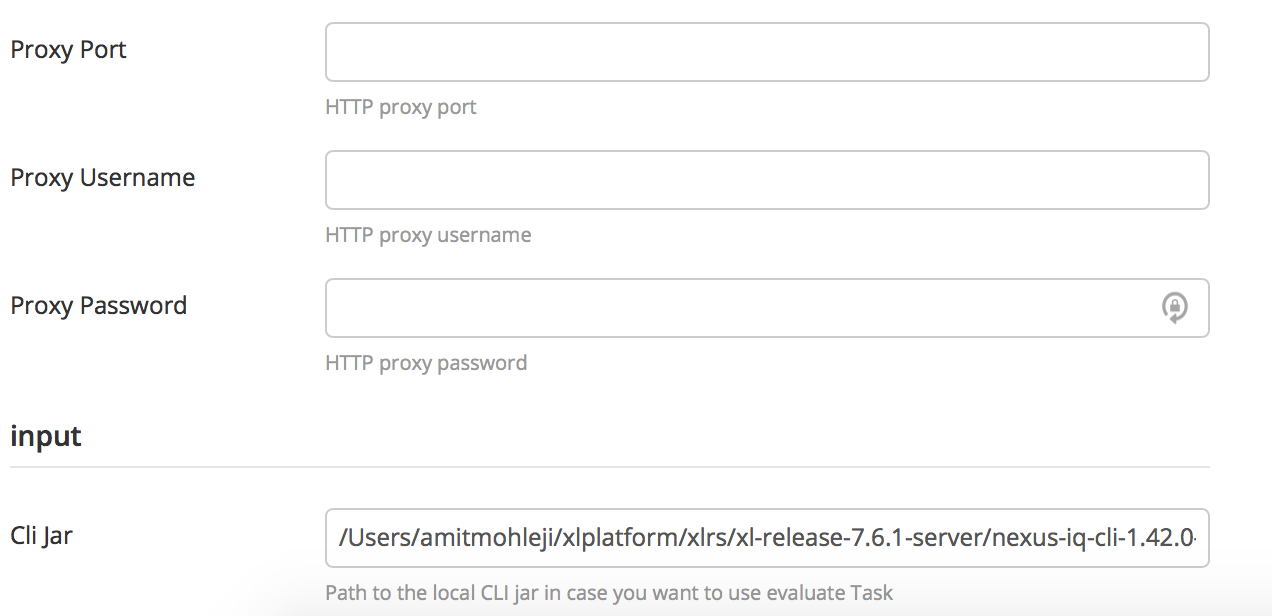 Proxy Port
HTTP proxy port
Proxy Username
HTTP proxy username
Proxy Password
HTTP proxy password
input
Cli Jar
/Users/amitmohleji/xlplatform/xlrs/xl-release-7.6.1-server/nexus-iq-cli-1.42.0-
Path to the local CLI jar in case you want to use evaluate Task